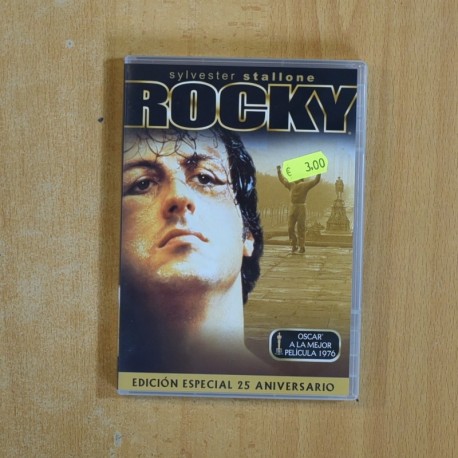 sylvester stallone
ROCKY
€ 3,00
OSCAR
A LA MEJOR
PELÍCULA 1976
EDICIÓN ESPECIAL 25 ANIVERSARIO